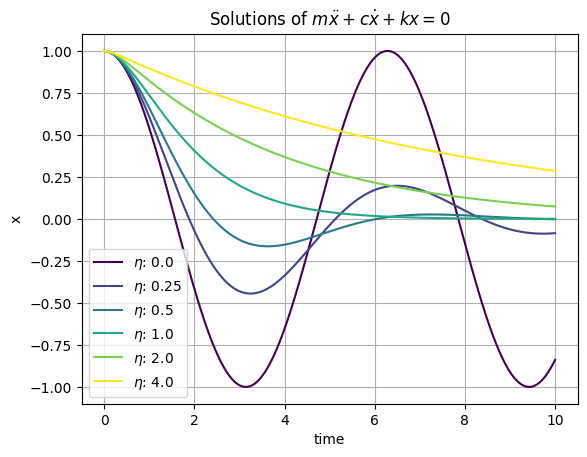 Solutions of $m\ddot{x} + c\dot{x} + kx = 0$
1.00
0.75
0.50
0.25
0.00
−0.25
−0.50
−0.75
−1.00
x
η: 0.0
η: 0.25
η: 0.5
η: 1.0
η: 2.0
η: 4.0
0 2 4 6 8 10
time